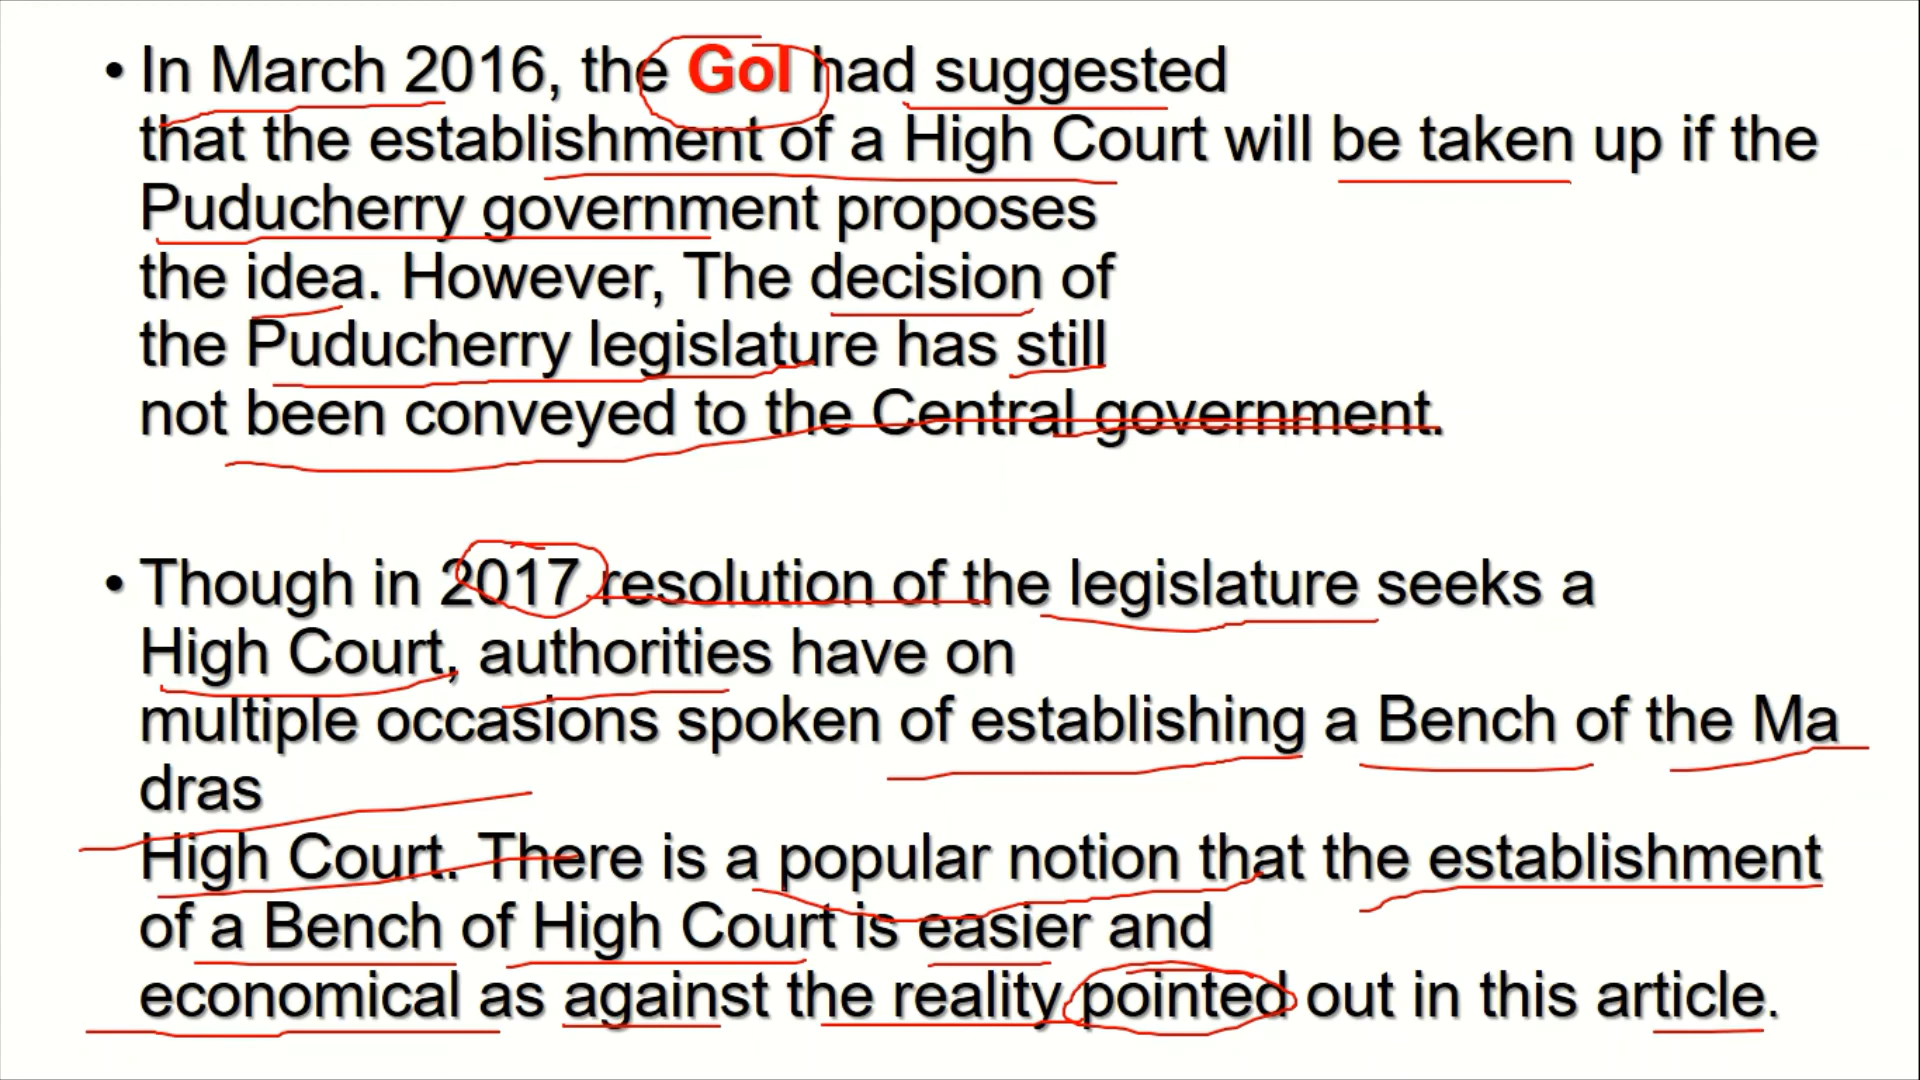 • In March 2016, the GoI had suggested
that the establishment of a High Court will be taken up if the
Puducherry government proposes
the idea. However, The decision of
the Puducherry legislature has still
not been conveyed to the Central government.
• Though in 2017 resolution of the legislature seeks a
High Court, authorities have on
multiple occasions spoken of establishing a Bench of the Ma
dras
High Court. There is a popular notion that the establishment
of a Bench of High Court is easier and
economical as against the reality pointed out in this article.